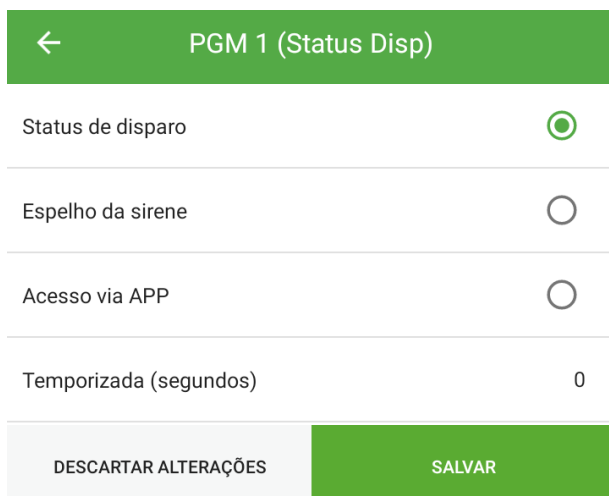 PGM 1 (Status Disp)
Status de disparo
Espelho da sirene
Acesso via APP
Temporizada (segundos) 0
DESCARTAR ALTERAÇÕES SALVAR